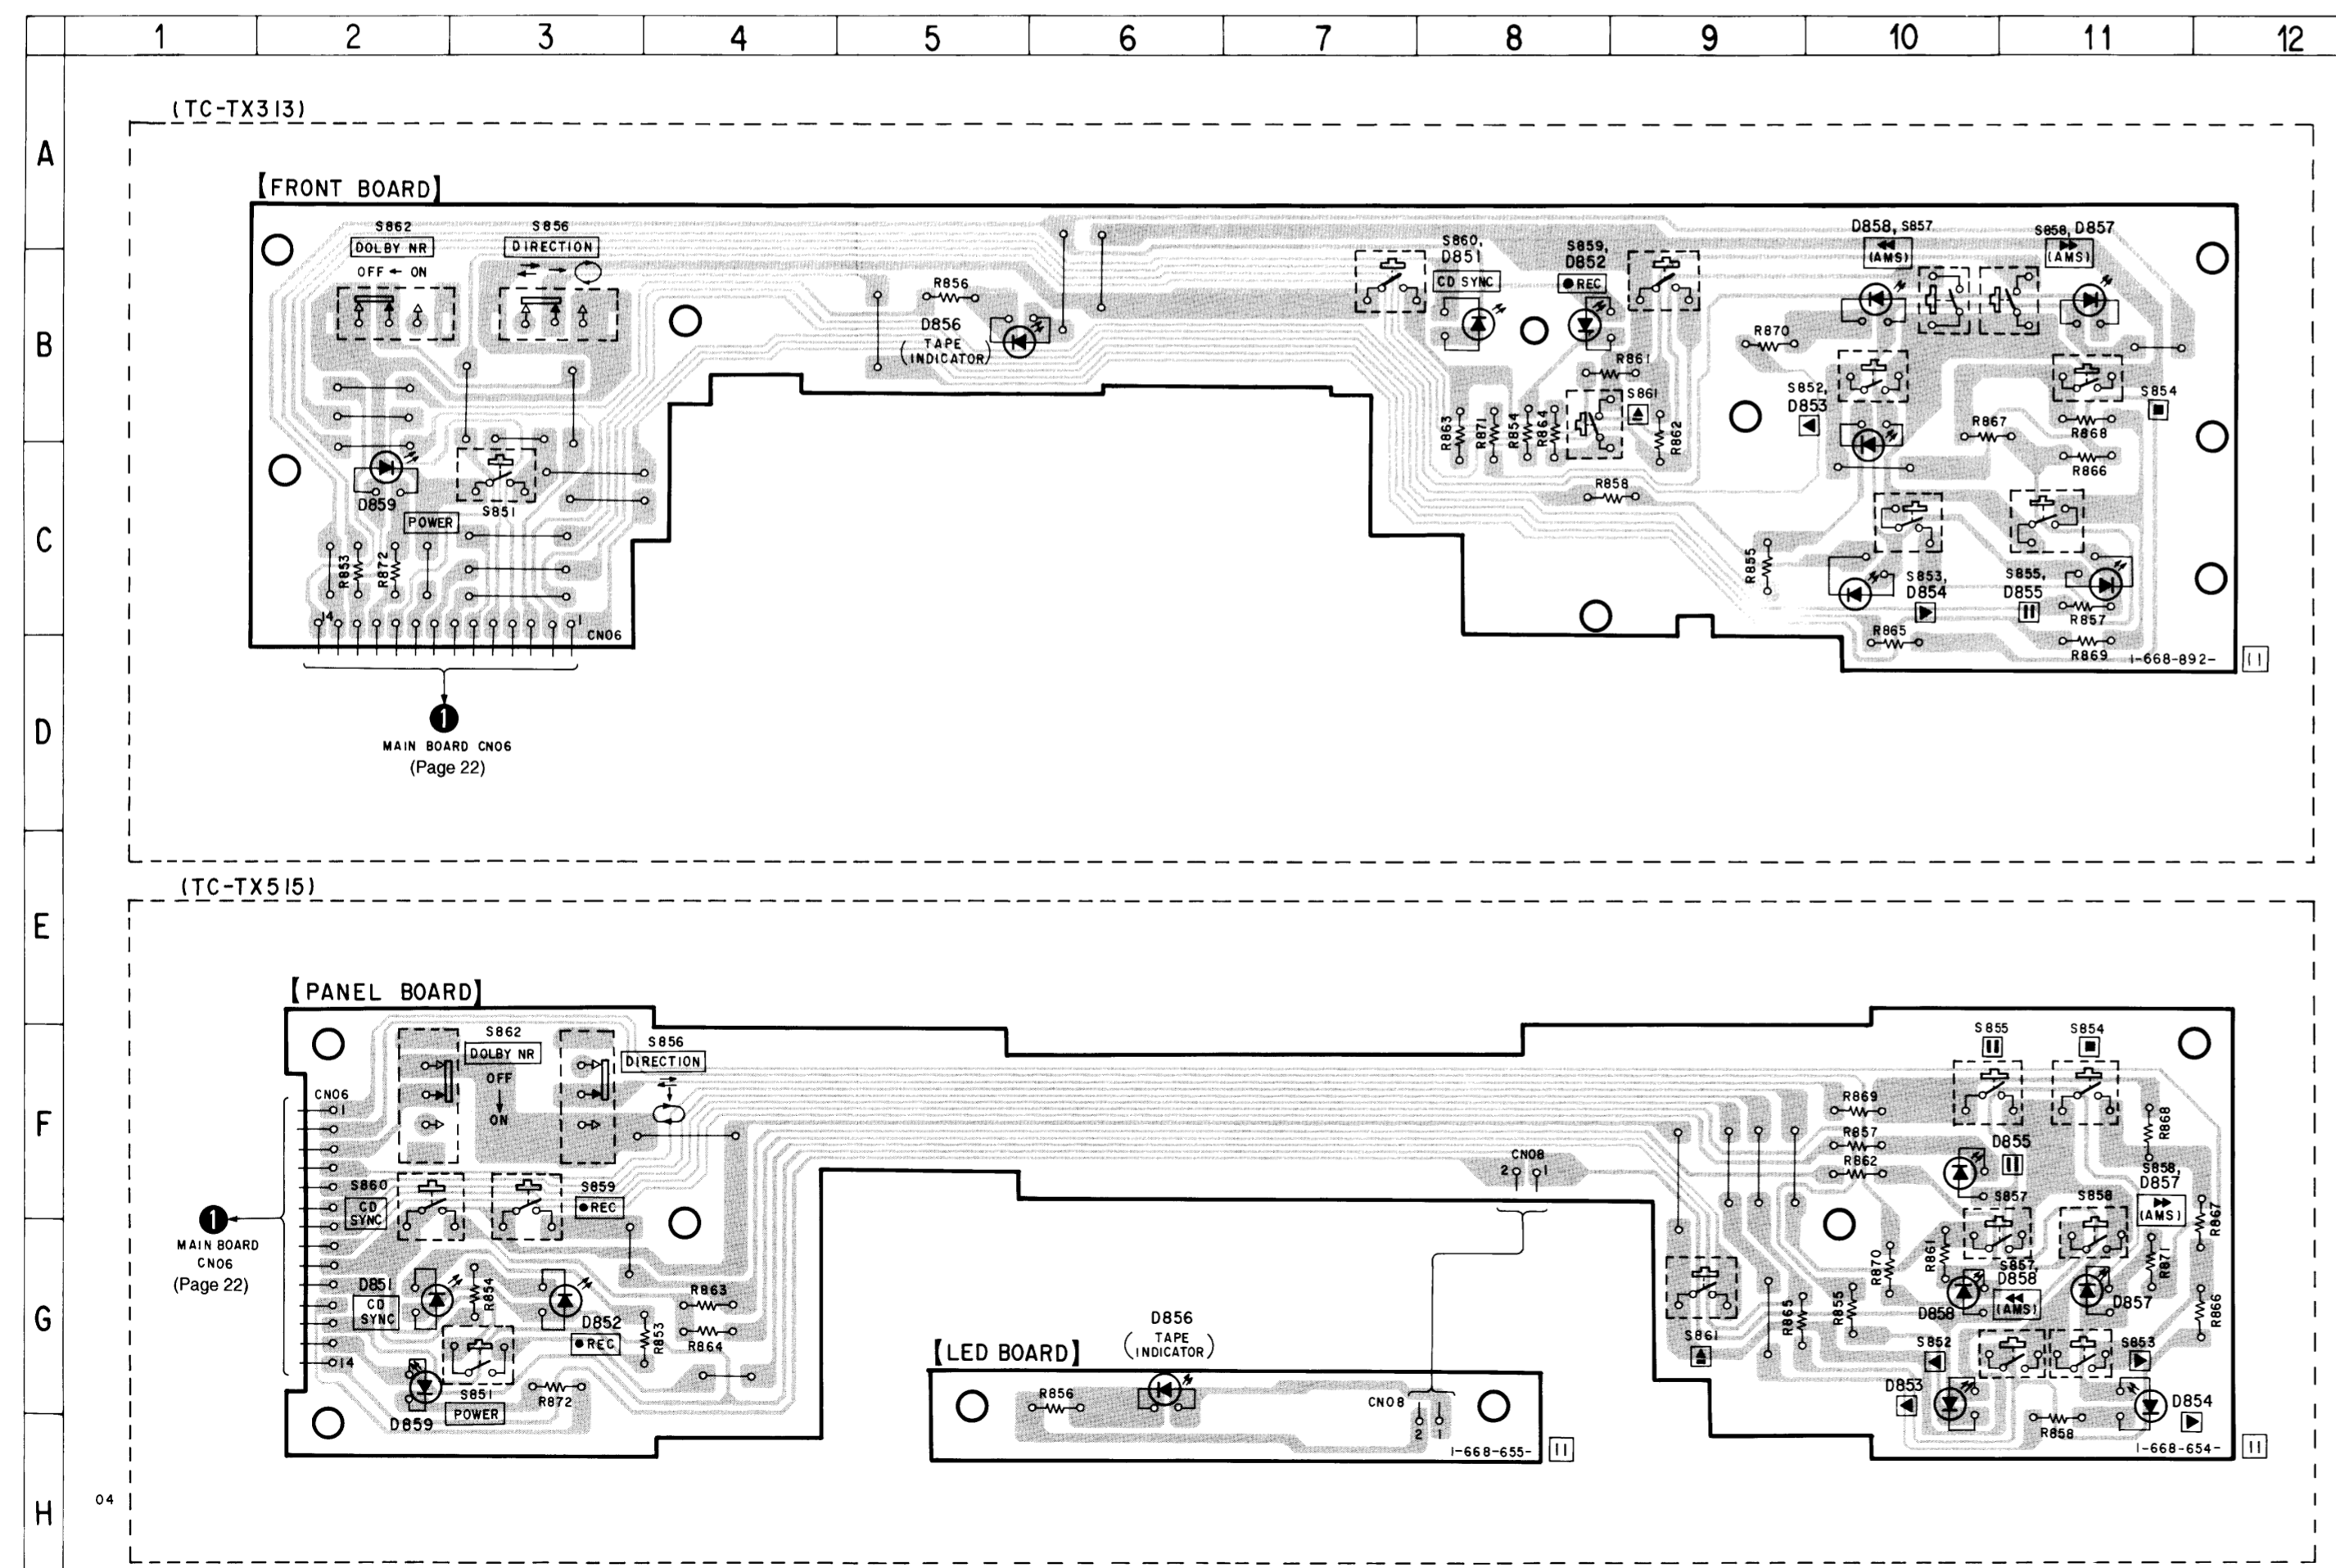 1 2 3 4 5 6 7 8 9 10 11 12
A
B
C
D
E
F
G
H
(TC-TX313)
【FRONT BOARD】
S862
DOLBY NR
OFF ← ON
S856
DIRECTION
R856
D856
(TAPE
INDICATOR)
S860,
D851
CD SYNC
S859,
D852
●REC
D858, S857
◀◀
(AMS)
S858, D857
▶▶
(AMS)
R870
R861
S861
S852,
D853
◀
S854
■
R863
R871
R854
R864
R862
R867
R868
R866
D859
POWER
S851
R858
R853
R872
R855
S853,
D854
▶
S855,
D855
R857
R865
R869
14
1
CN06
1-668-892-
11
1
MAIN BOARD CN06
(Page 22)
(TC-TX515)
【PANEL BOARD】
S862
DOLBY NR
OFF
↓
ON
S856
DIRECTION
CN06
1
14
S860
CD
SYNC
S859
●REC
1
MAIN BOARD
CN06
(Page 22)
D851
CD
SYNC
R854
D852
●REC
R853
R863
R864
S851
POWER
D859
R872
CN08
2
1
S855
S854
■
R869
R857
R862
D855
R868
S858,
D857
▶▶
(AMS)
S857
S858
R867
R870
R861
S857,
D858
◀◀
(AMS)
D858
D857
R871
R866
R865
R855
S861
S852
◀
S853
▶
D853
◀
D854
▶
R858
1-668-654-
11
【LED BOARD】
D856
(TAPE
INDICATOR)
R856
CN08
2
1
1-668-655-
11
04